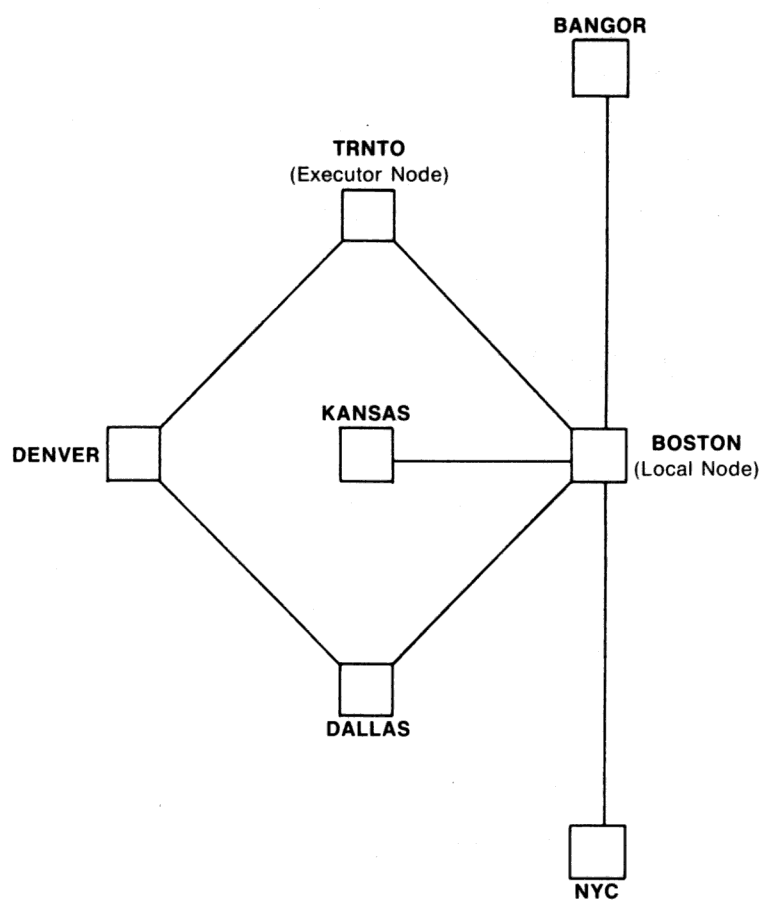 BANGOR
TRNTO
(Executor Node)
KANSAS
DENVER
BOSTON
(Local Node)
DALLAS
NYC